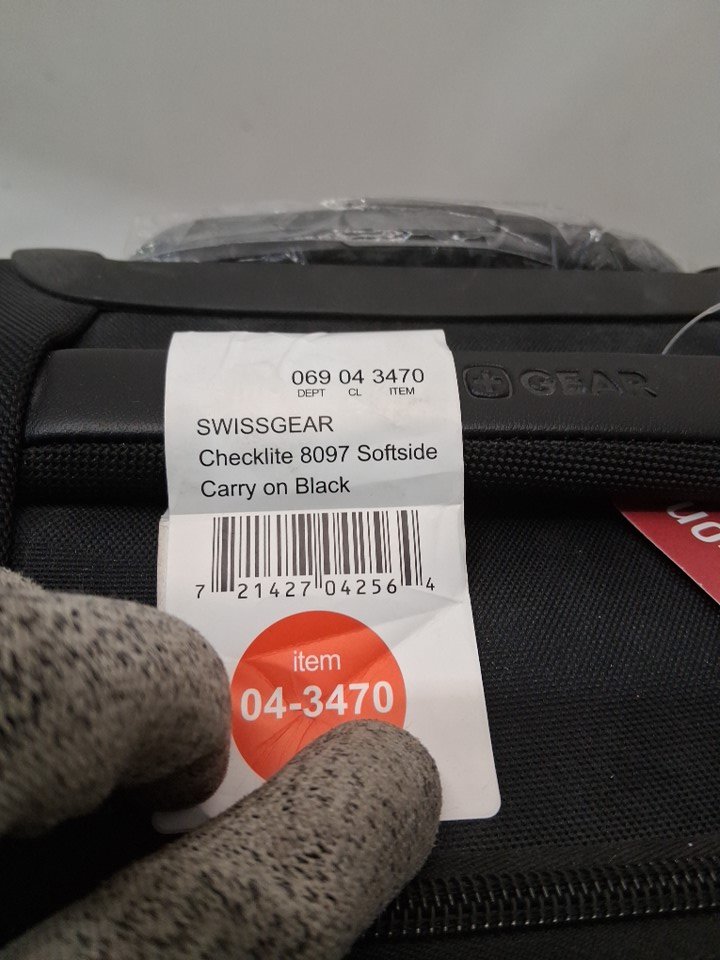 069 04 3470
DEPT CL ITEM
SWISSGEAR
Checklite 8097 Softside
Carry on Black
7 21427 04256 4
item
04-3470
GEAR
on